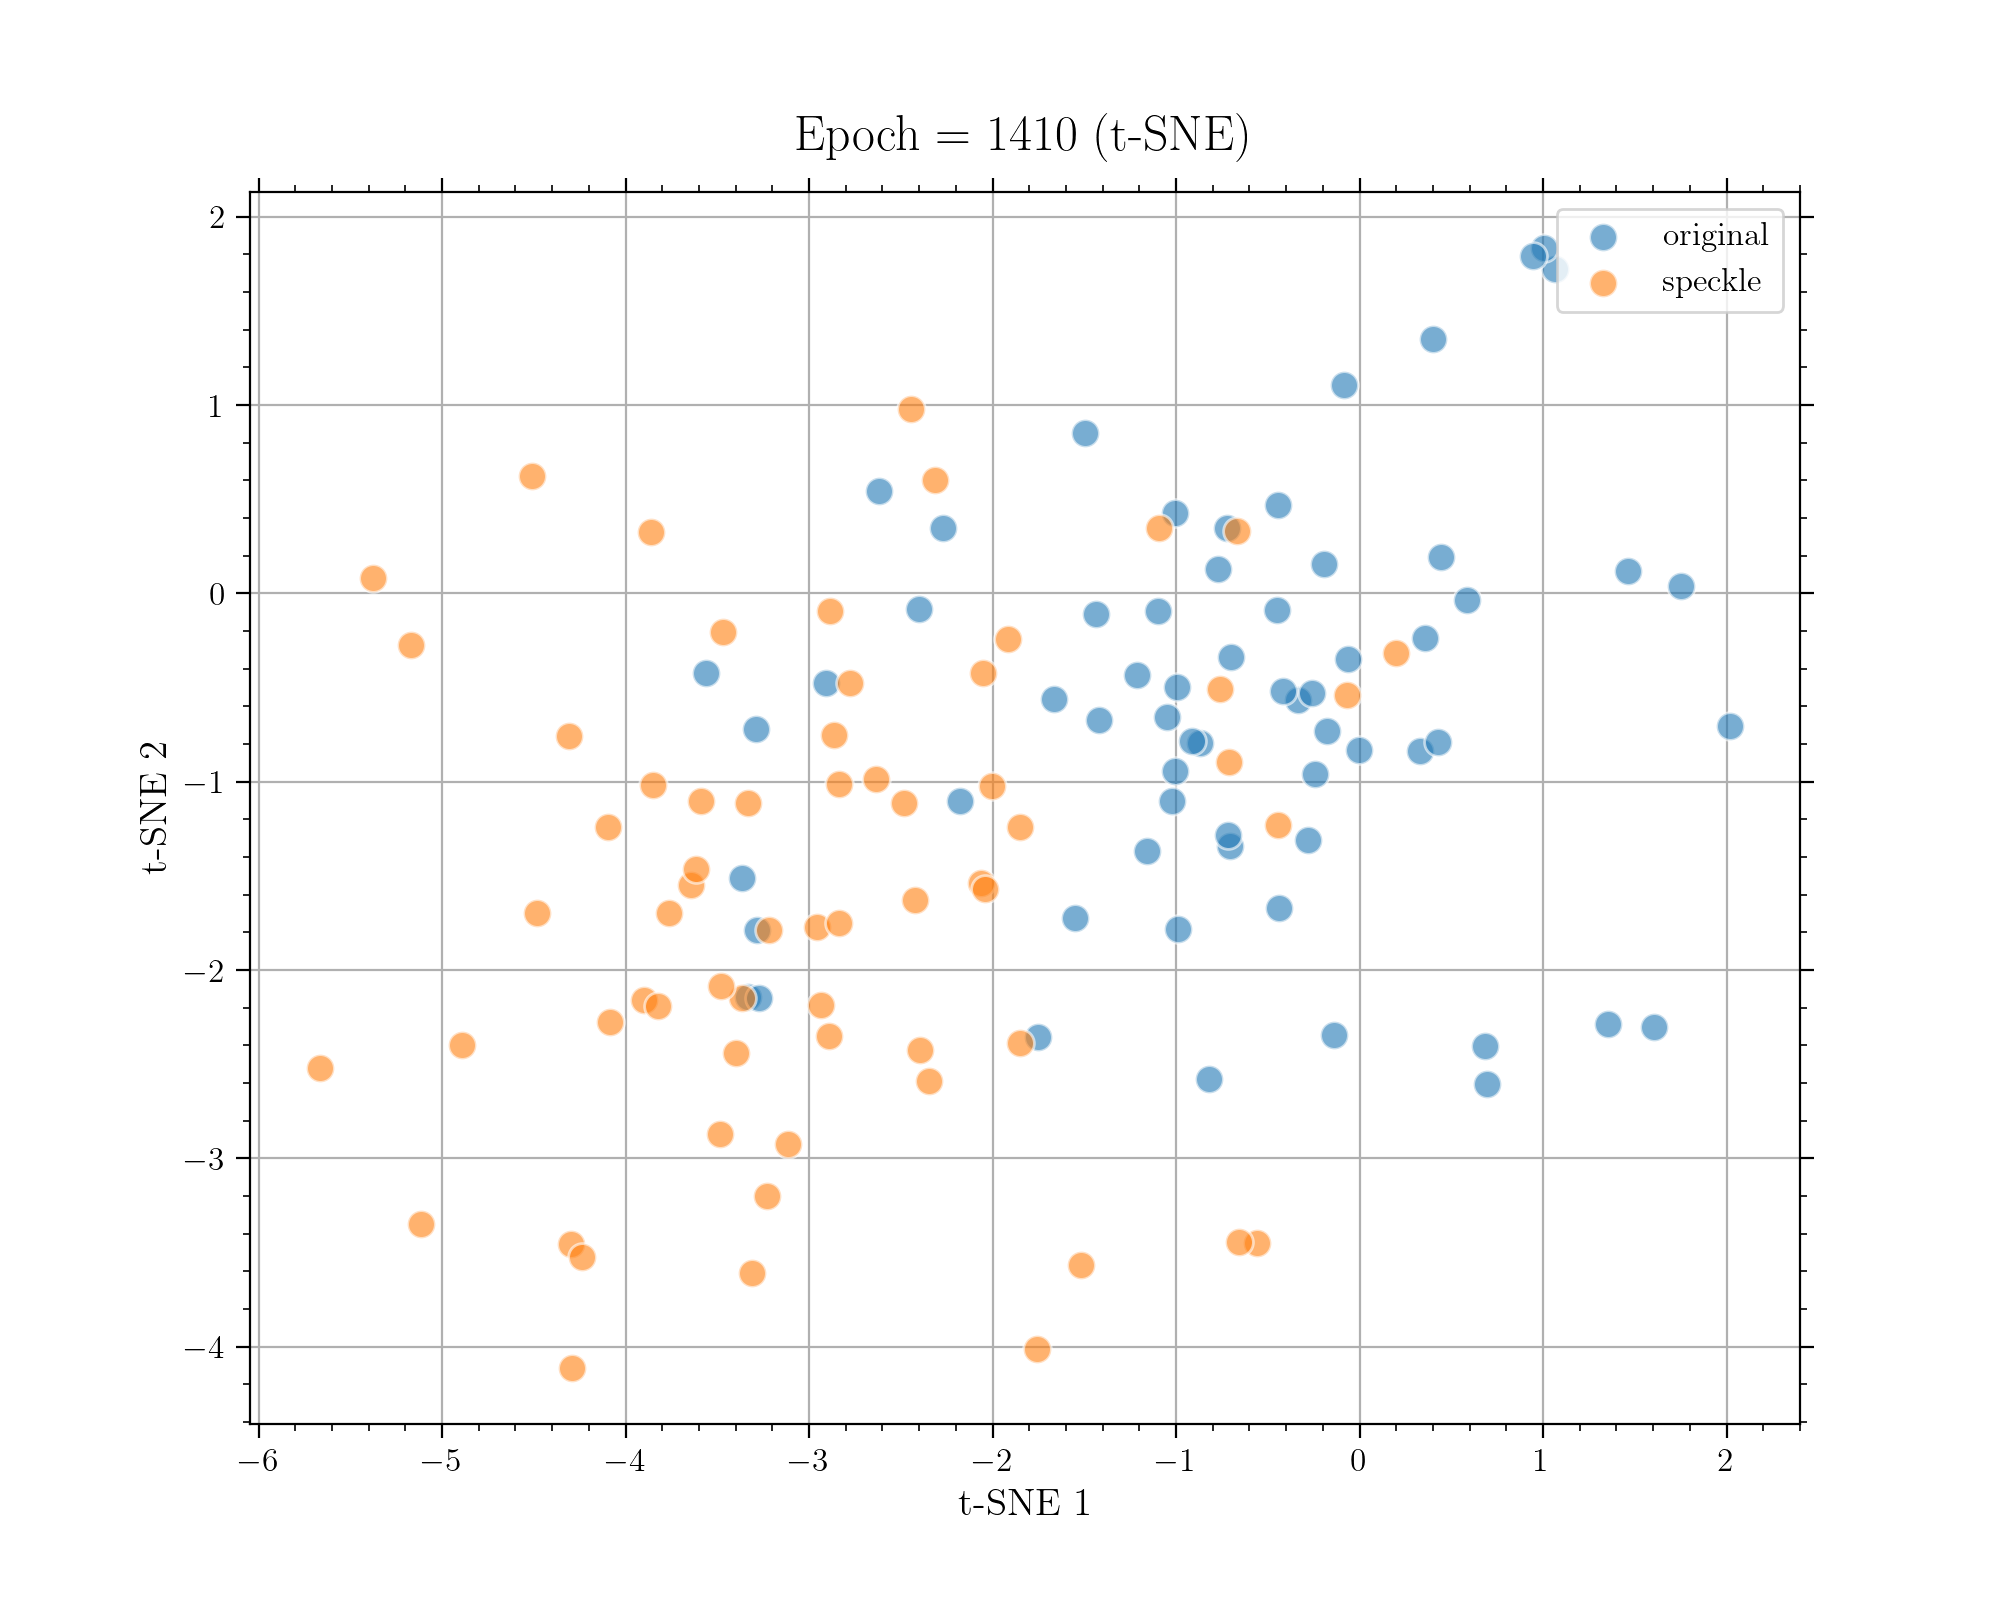 Epoch = 1410 (t-SNE)
original
speckle
2
1
0
−1
−2
−3
−4
t-SNE 2
−6 −5 −4 −3 −2 −1 0 1 2
t-SNE 1